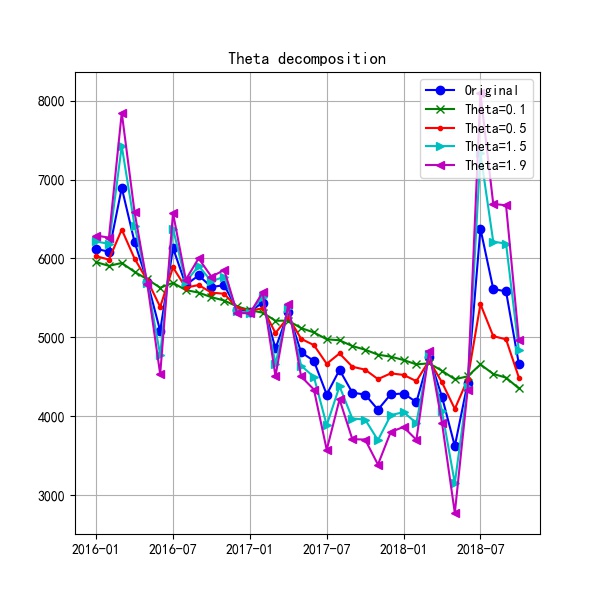 Theta decomposition
Original
Theta=0.1
Theta=0.5
Theta=1.5
Theta=1.9
8000
7000
6000
5000
4000
3000
2016-01 2016-07 2017-01 2017-07 2018-01 2018-07